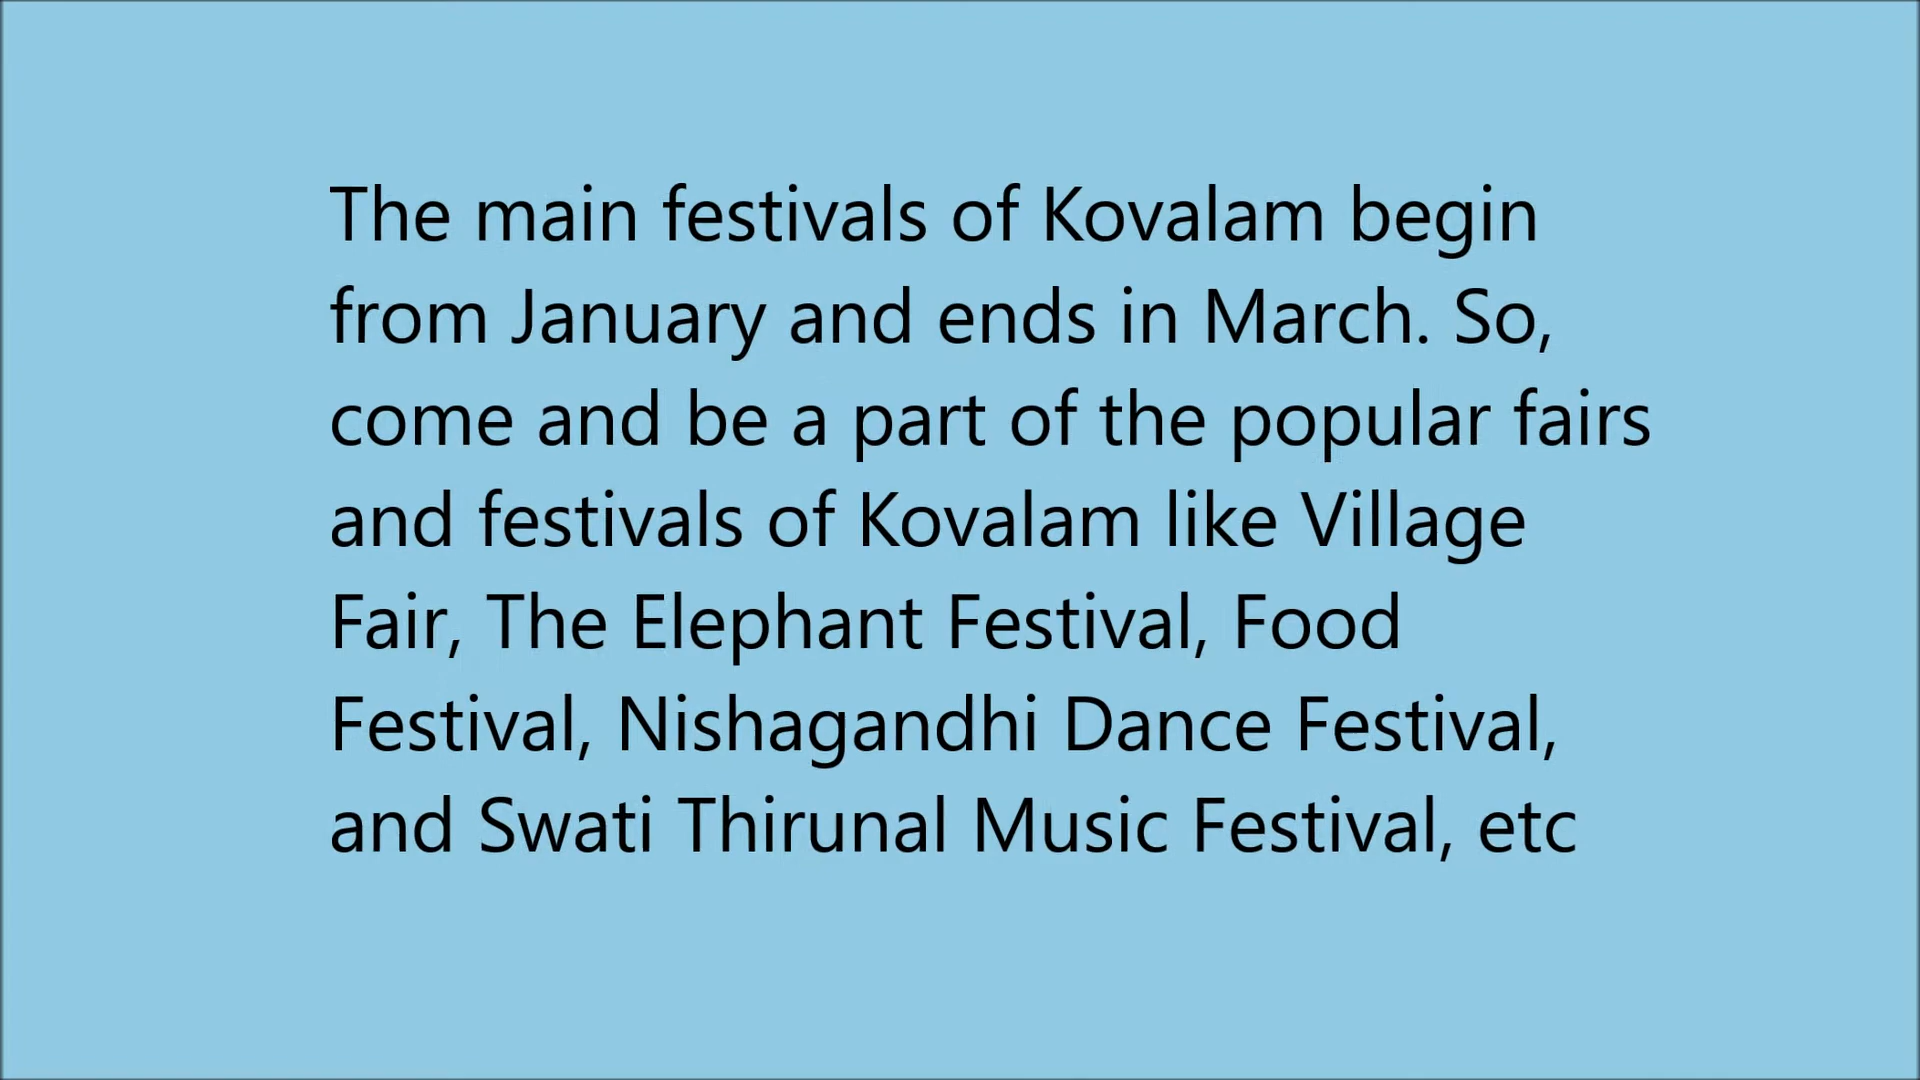 The main festivals of Kovalam begin
from January and ends in March. So,
come and be a part of the popular fairs
and festivals of Kovalam like Village
Fair, The Elephant Festival, Food
Festival, Nishagandhi Dance Festival,
and Swati Thirunal Music Festival, etc